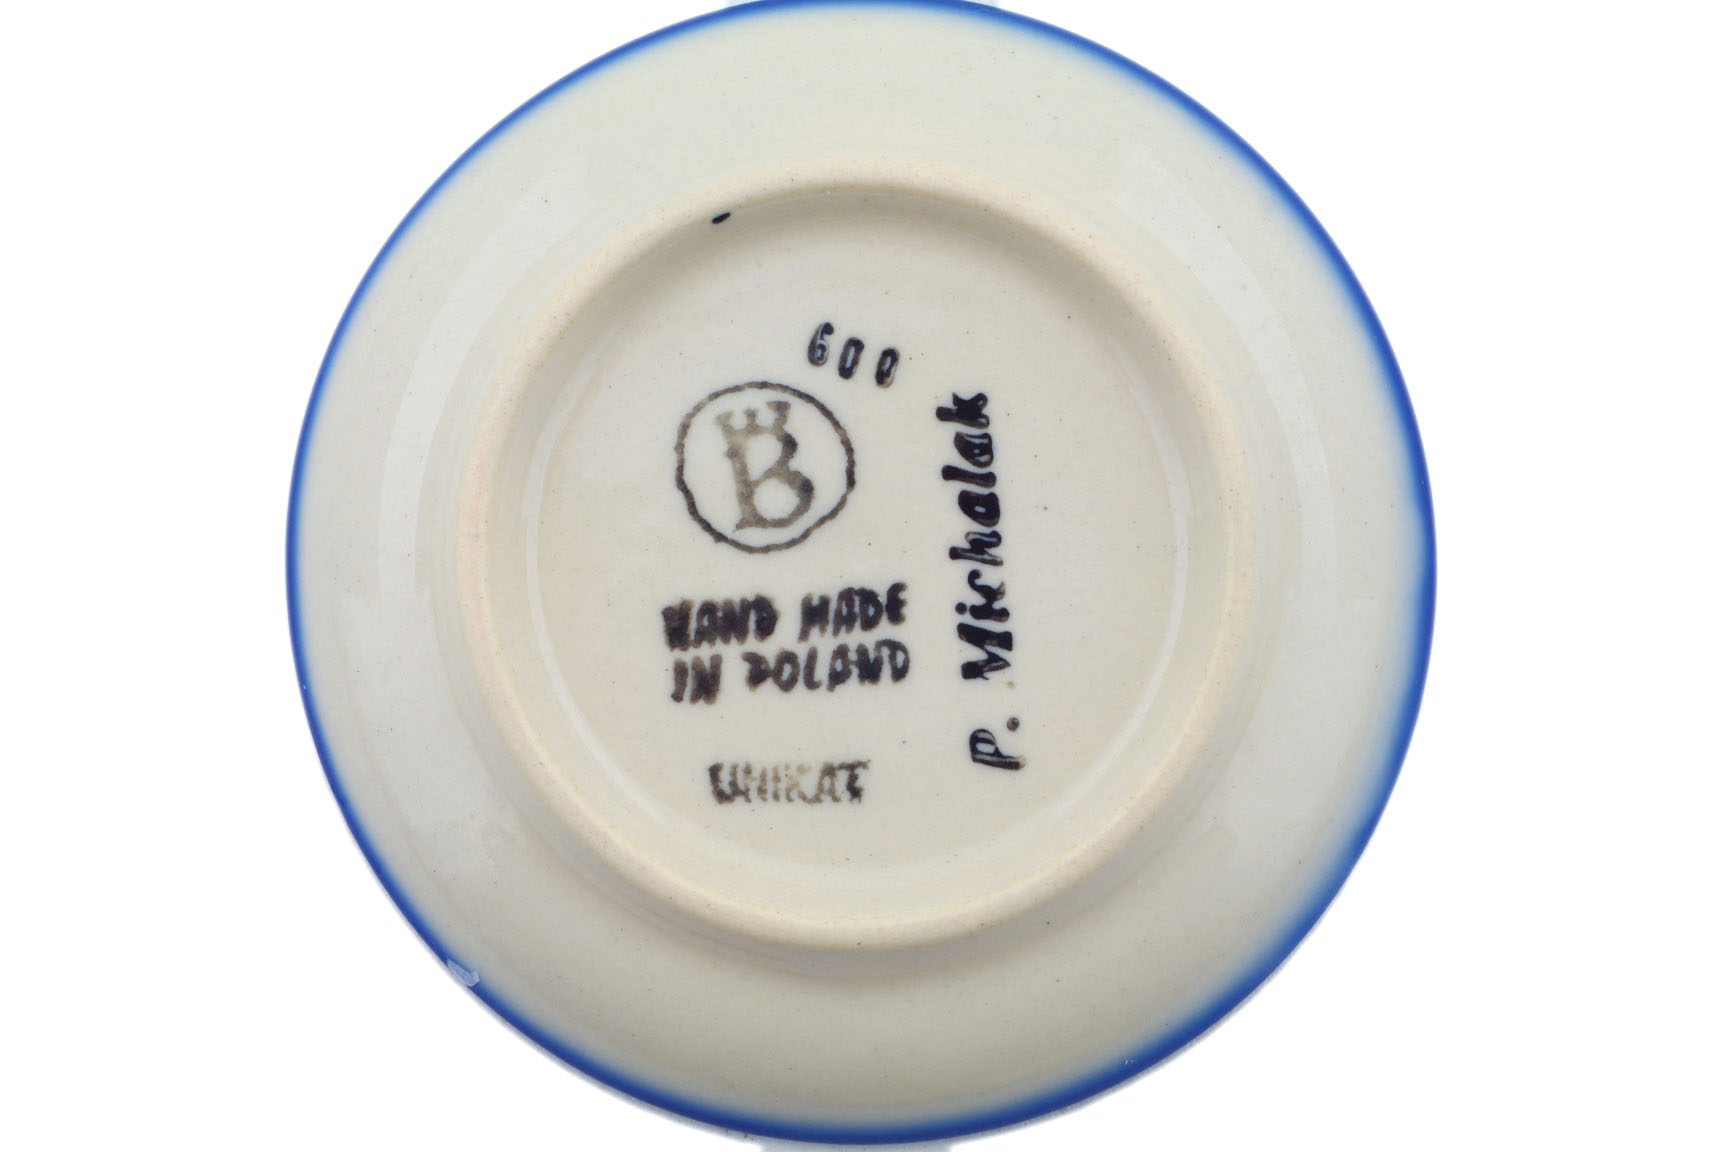 600
B
HAND MADE
IN POLAND
UNIKAT
P. Michalak